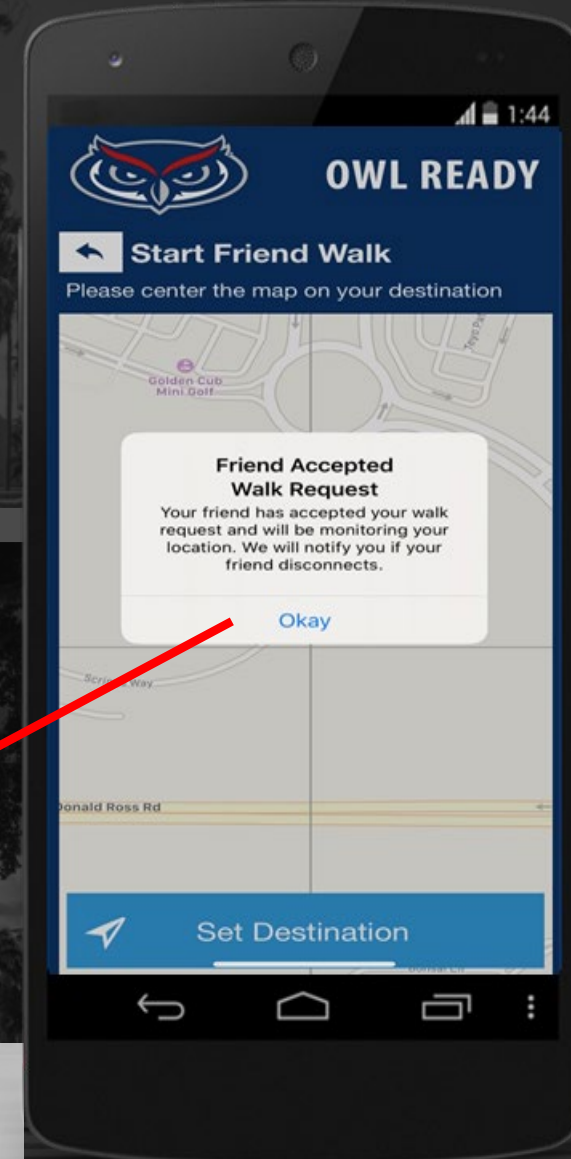 1:44
OWL READY
Start Friend Walk
Please center the map on your destination
Golden Cub
Mini Golf
Friend Accepted
Walk Request
Your friend has accepted your walk
request and will be monitoring your
location. We will notify you if your
friend disconnects.
Okay
Way
Donald Ross Rd
Set Destination